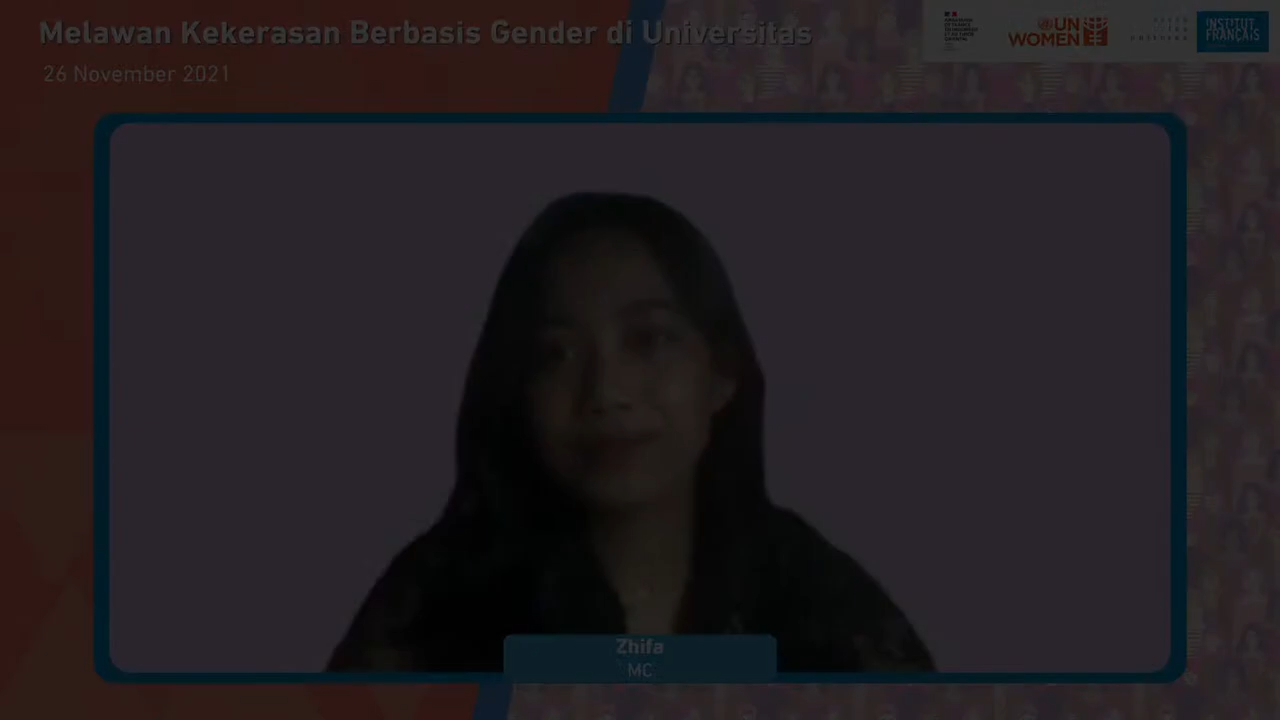 Melawan Kekerasan Berbasis Gender di Universitas
26 November 2021
UN
WOMEN
INSTITUT
FRANÇAIS
Zhifa
MC